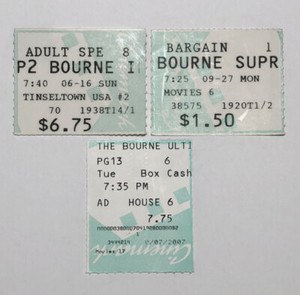 ADULT SPE 8
P2 BOURNE I
7:40 06-16 SUN
TINSELTOWN USA #2
70 1938T14/1
$6.75
BARGAIN 1
BOURNE SUPR
7:25 09-27 MON
MOVIES 6
38575 1920T1/2
$1.50
THE BOURNE ULTI
PG13 6
Tue Box Cash
7:35 PM
AD HOUSE 6
7.75
Cinemark